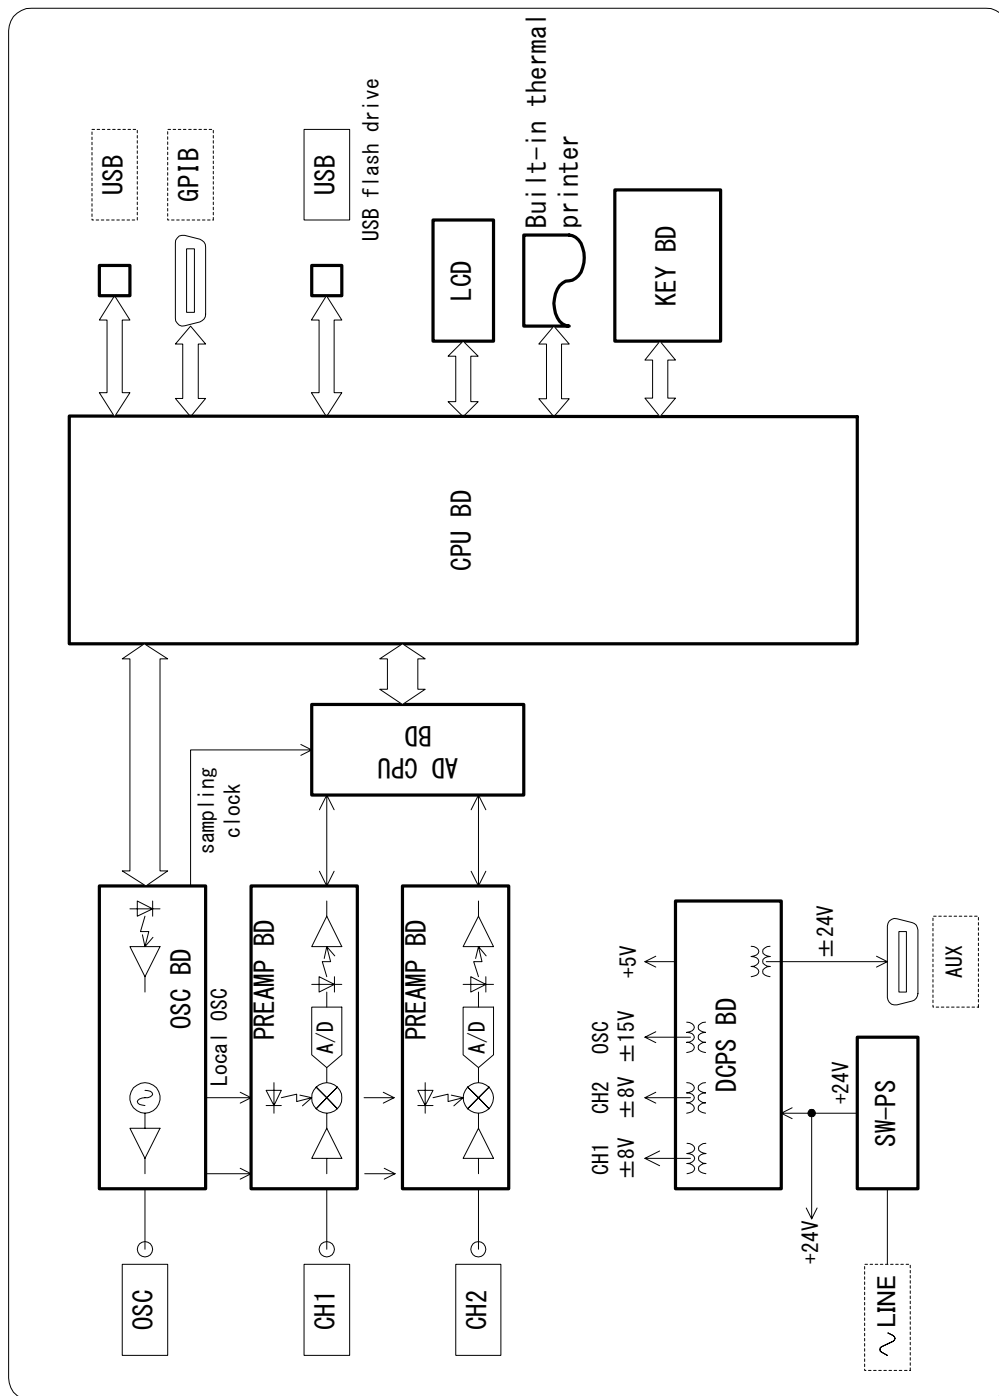 OSC
CH1
CH2
~LINE
OSC BD
Local OSC
PREAMP BD
A/D
PREAMP BD
A/D
sampling
clock
AD CPU
BD
CPU BD
USB
GPIB
USB
USB flash drive
LCD
Built-in thermal
printer
KEY BD
CH1
±8V
CH2
±8V
OSC
±15V
+5V
DCPS BD
±24V
AUX
+24V
+24V
SW-PS